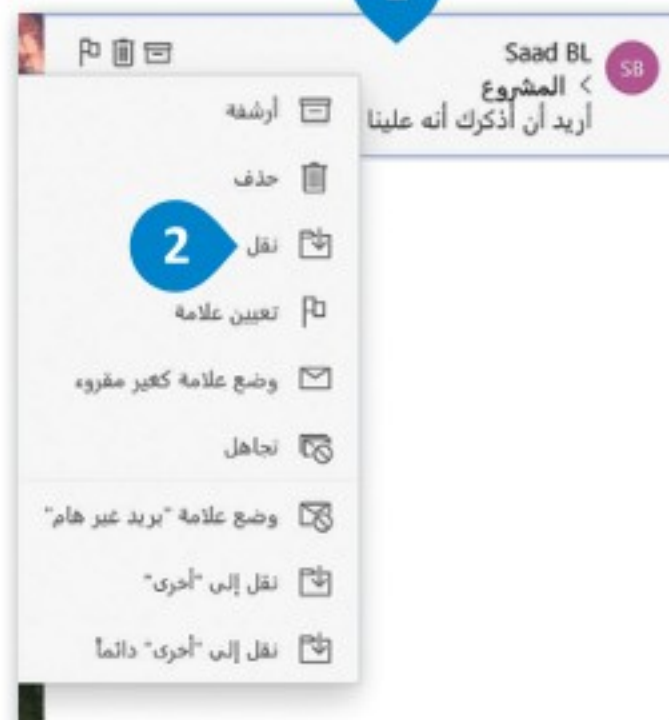 Saad BL
SB
< المشروع
أريد أن أذكرك أنه علينا
أرشفة
حذف
نقل
2
تعيين علامة
وضع علامة كغير مقروء
تجاهل
وضع علامة "بريد غير هام"
نقل إلى "أخرى"
نقل إلى "أخرى" دائماً